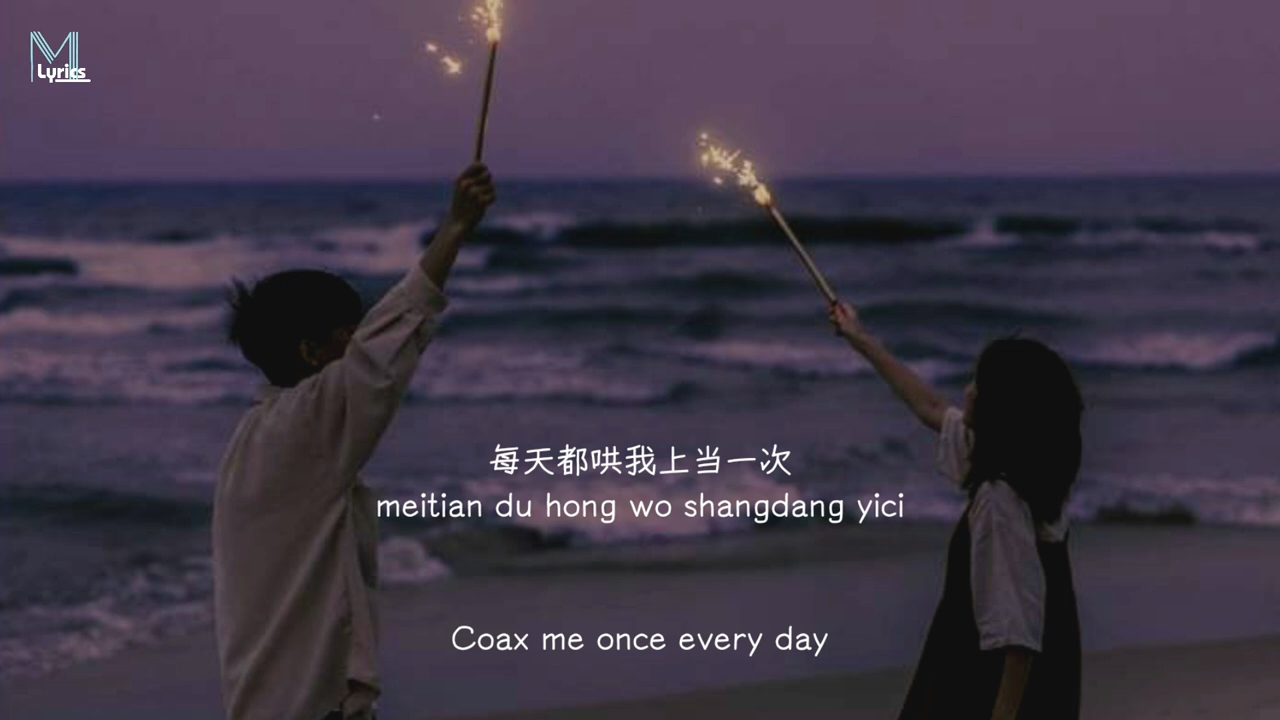 M
Lyrics
每天都哄我上当一次
meitian du hong wo shangdang yici
Coax me once every day